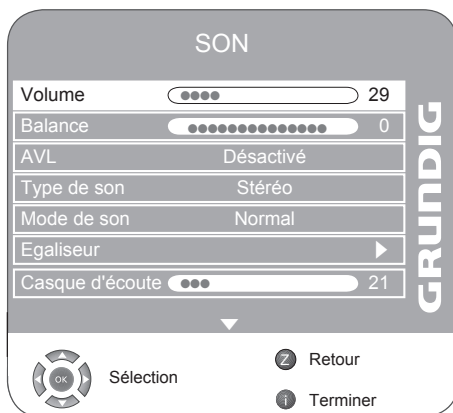 SON
Volume 29
Balance 0
AVL Désactivé
Type de son Stéréo
Mode de son Normal
Egaliseur
Casque d'écoute 21
GRUNDIG
OK Sélection
Z Retour
i Terminer